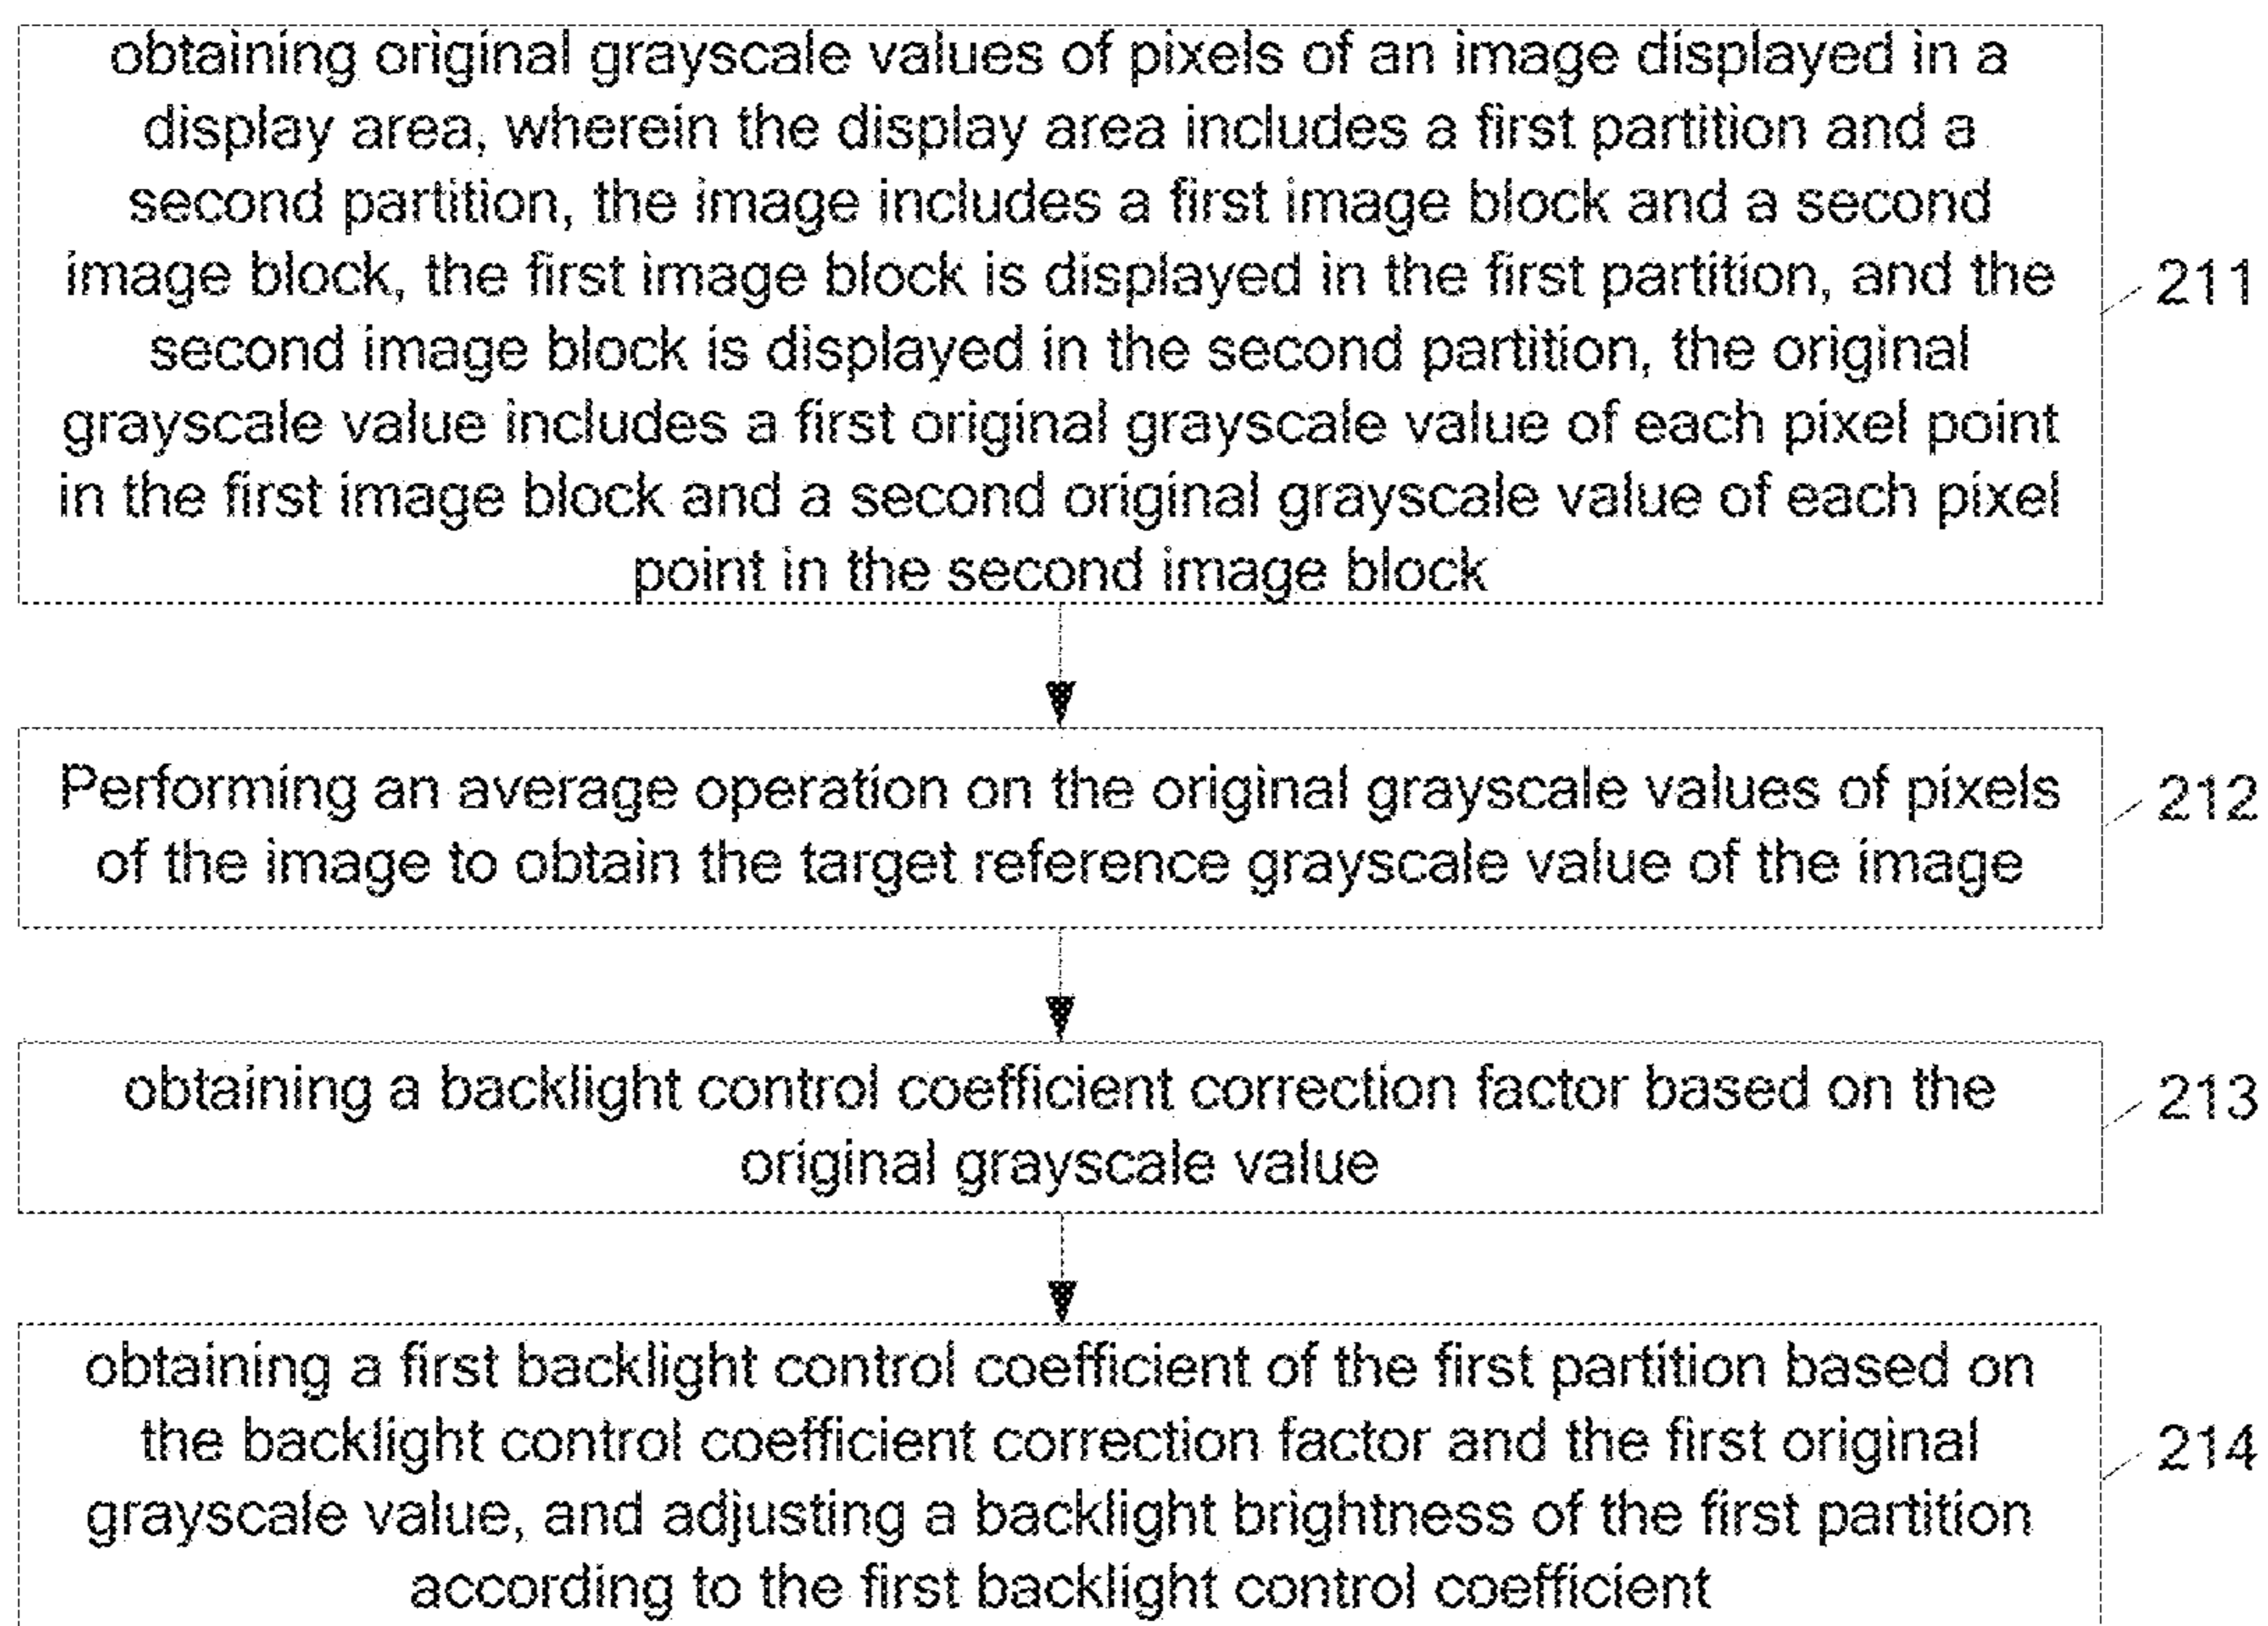 obtaining original grayscale values of pixels of an image displayed in a
display area, wherein the display area includes a first partition and a
second partition, the image includes a first image block and a second
image block, the first image block is displayed in the first partition, and the
second image block is displayed in the second partition, the original
grayscale value includes a first original grayscale value of each pixel point
in the first image block and a second original grayscale value of each pixel
point in the second image block
211
Performing an average operation on the original grayscale values of pixels
of the image to obtain the target reference grayscale value of the image
212
obtaining a backlight control coefficient correction factor based on the
original grayscale value
213
obtaining a first backlight control coefficient of the first partition based on
the backlight control coefficient correction factor and the first original
grayscale value, and adjusting a backlight brightness of the first partition
according to the first backlight control coefficient
214